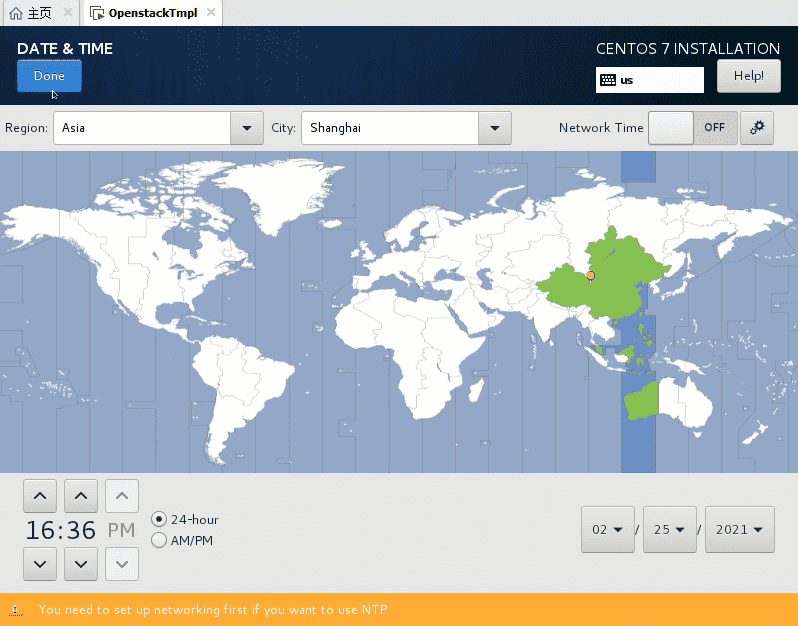 主页 OpenstackTmpl
DATE & TIME CENTOS 7 INSTALLATION
Done us Help!
Region: Asia City: Shanghai Network Time OFF
16:36 PM
24-hour
AM/PM
02 / 25 / 2021
You need to set up networking first if you want to use NTP